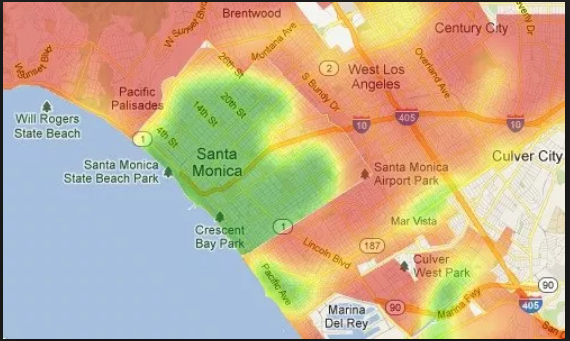 Brentwood
W Sunset Blvd
Century City
W Sunset Blvd
26th St
Montana Ave
2
West Los
Angeles
Overland Ave
S Bundy Dr
Pacific
Palisades
20th St
14th St
4th St
Will Rogers
State Beach
1
10
405
10
Santa
Monica
Culver City
Santa Monica
State Beach Park
Santa Monica
Airport Park
Mar Vista
Crescent
Bay Park
1
187
Lincoln Blvd
Culver
West Park
Pacific Ave
90
Marina Fwy
405
Marina
Del Rey
90